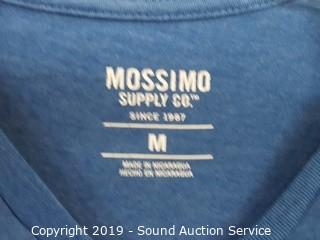 MOSSIMO
SUPPLY CO.™
SINCE 1987
M
MADE IN NICARAGUA
HECHO EN NICARAGUA
Copyright 2019 - Sound Auction Service